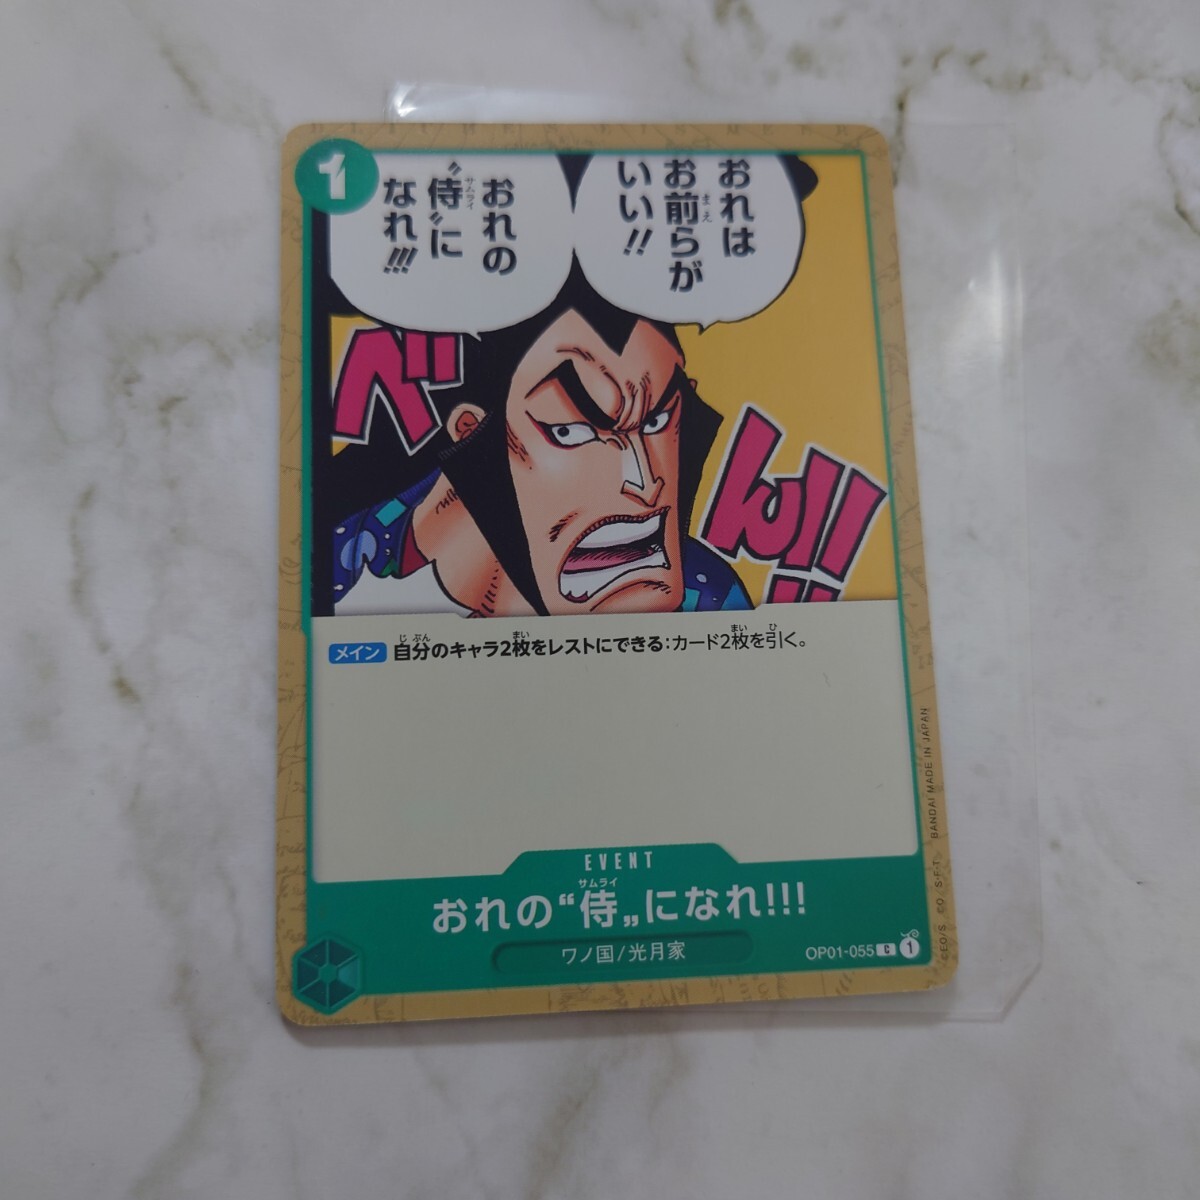 1
おれは
お前らが
いい!!
おれの
“侍”に
なれ!!!
べ
ん!!
メイン 自分のキャラ2枚をレストにできる:カード2枚を引く。
EVENT
おれの“侍„になれ!!!
ワノ国/光月家
OP01-055 C 1
©EO/S ©O S・F・T BANDAI MADE IN JAPAN